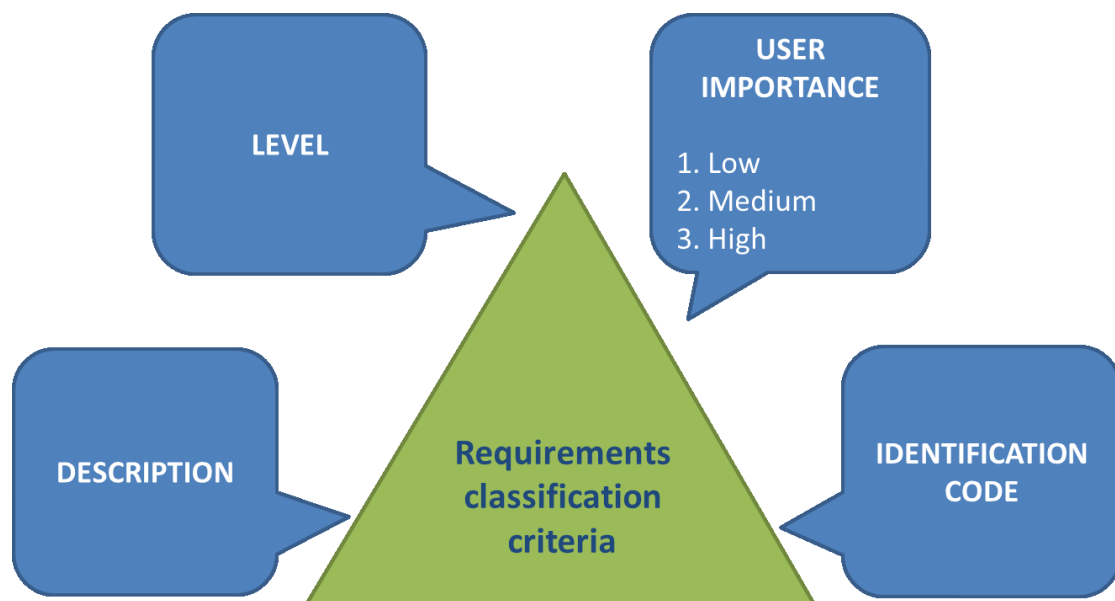 LEVEL
USER
IMPORTANCE
1. Low
2. Medium
3. High
DESCRIPTION
Requirements
classification
criteria
IDENTIFICATION
CODE